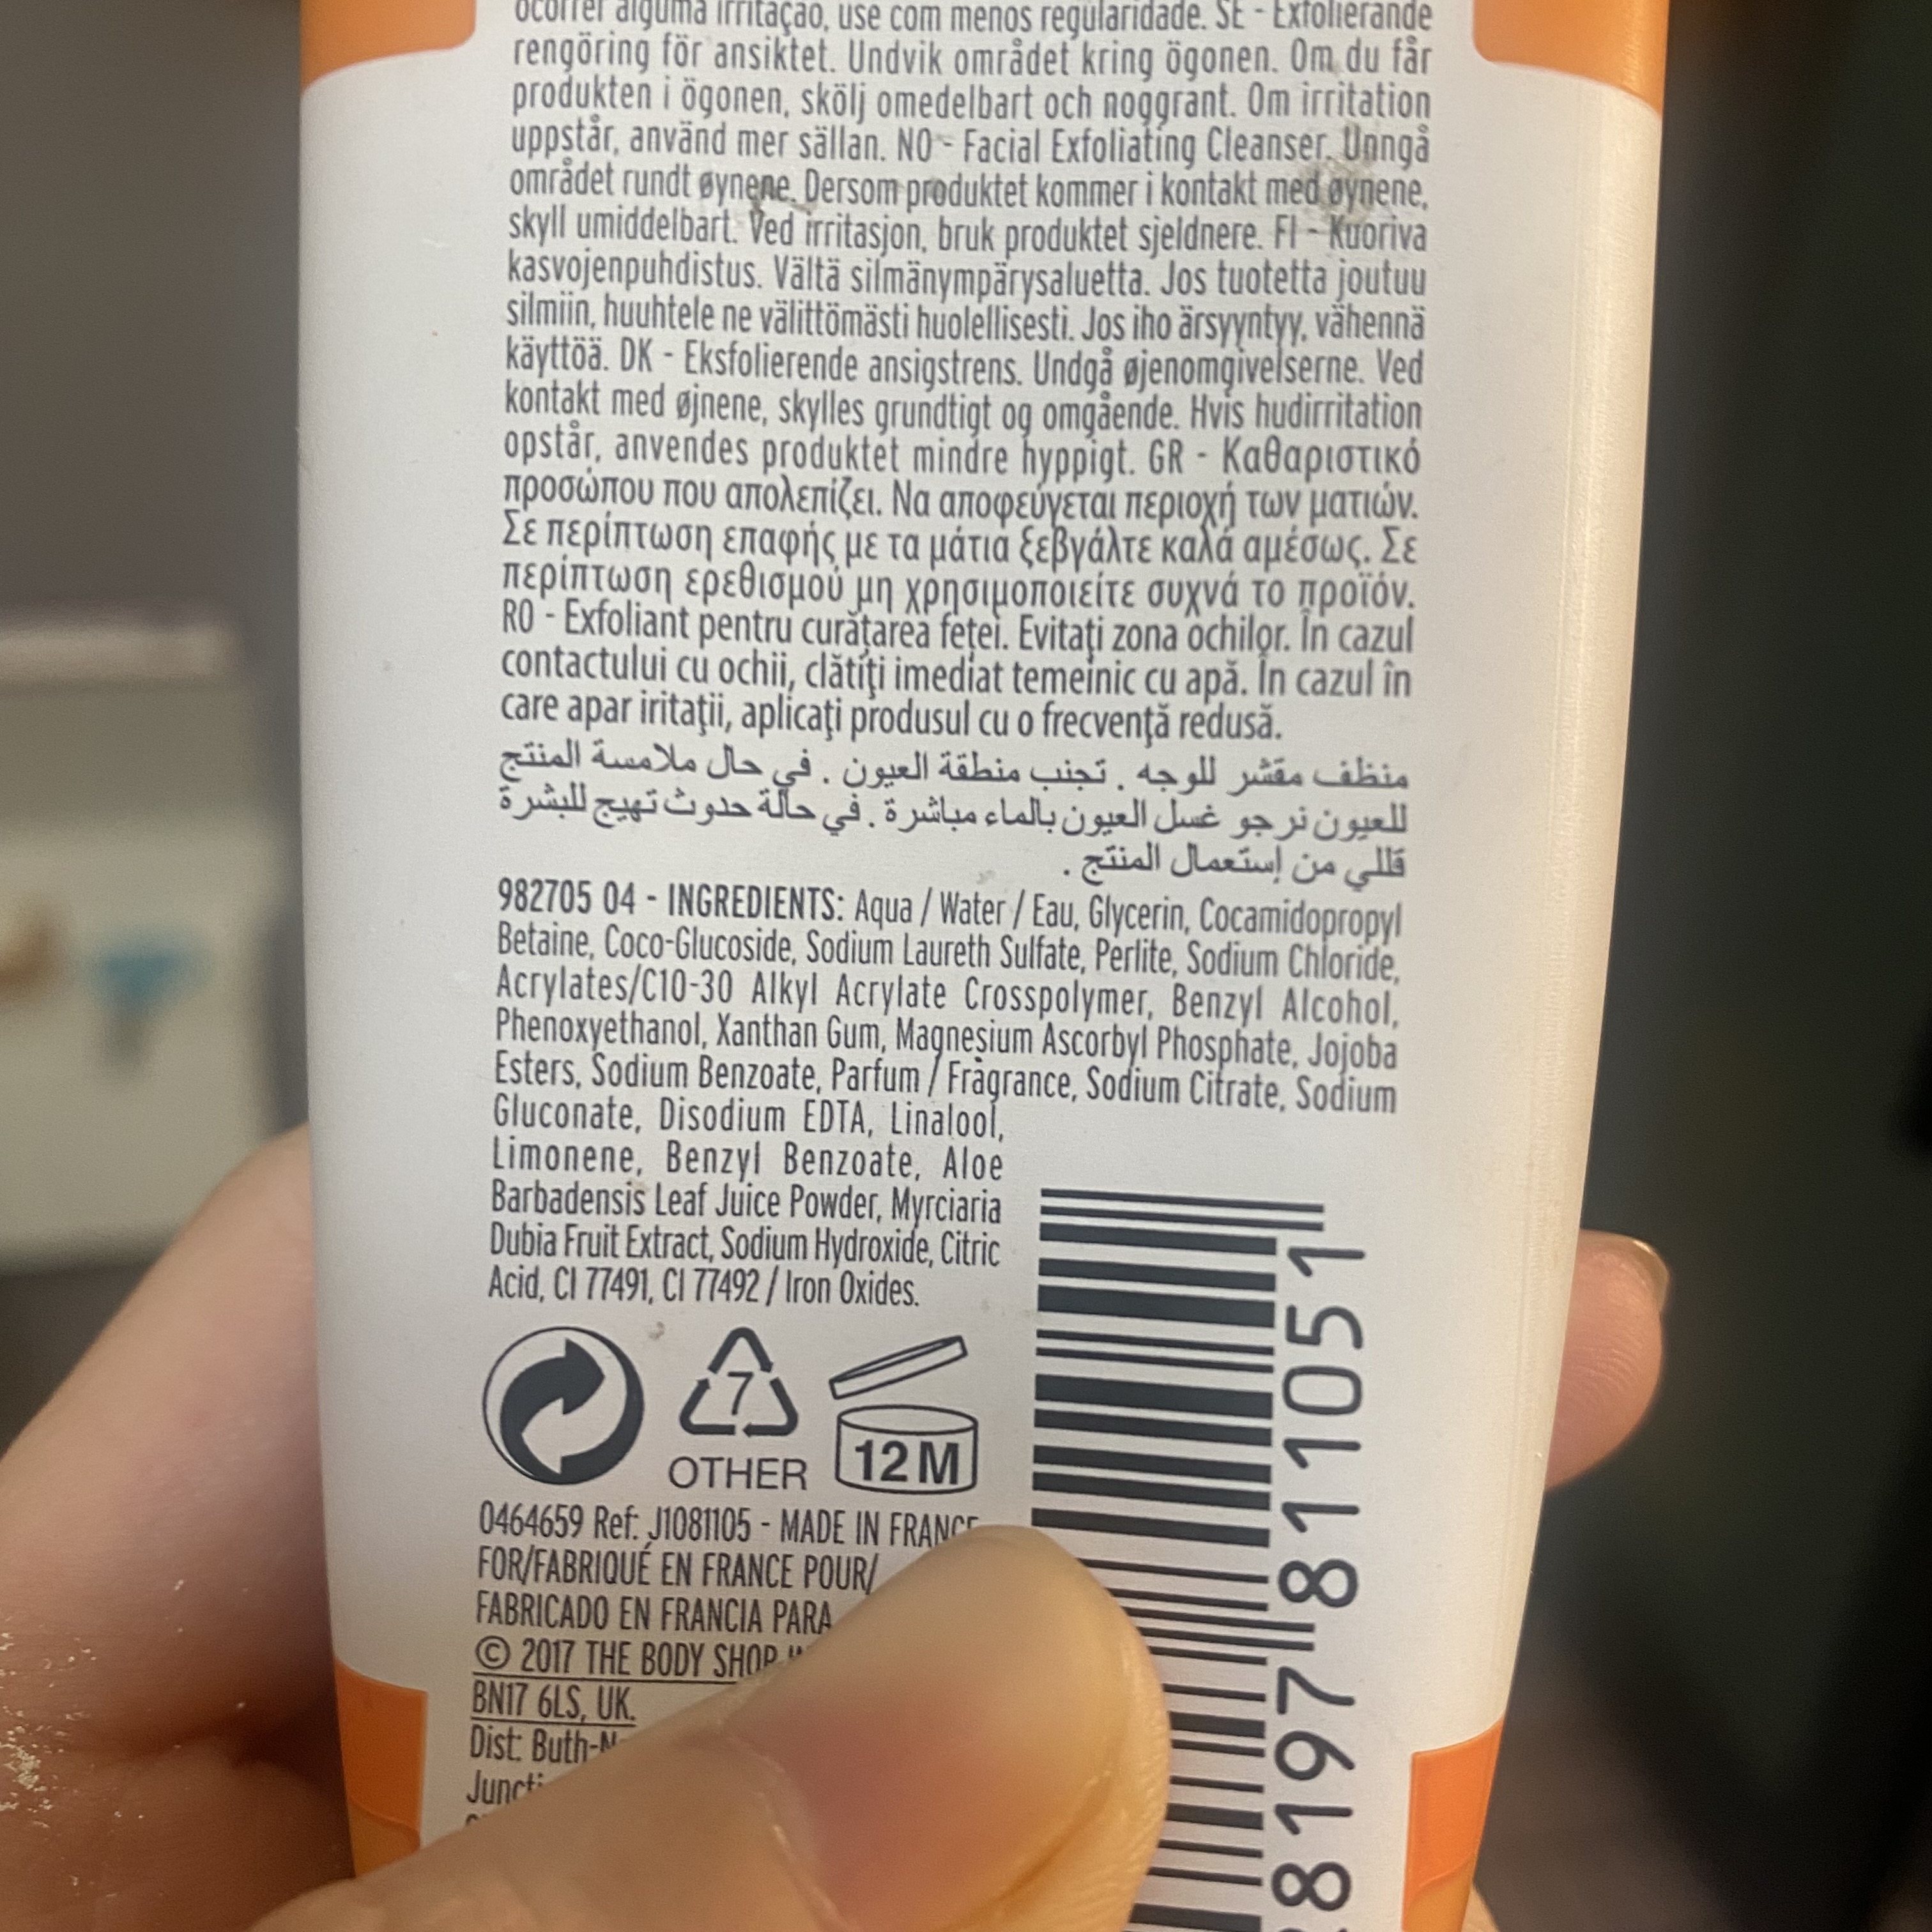 ocorrer alguma irritação, use com menos regularidade. SE - Exfolierande
rengöring för ansiktet. Undvik området kring ögonen. Om du får
produkten i ögonen, skölj omedelbart och noggrant. Om irritation
uppstår, använd mer sällan. NO - Facial Exfoliating Cleanser. Unngå
området rundt øynene. Dersom produktet kommer i kontakt med øynene,
skyll umiddelbart. Ved irritasjon, bruk produktet sjeldnere. FI - Kuoriva
kasvojenpuhdistus. Vältä silmänympärysaluetta. Jos tuotetta joutuu
silmiin, huuhtele ne välittömästi huolellisesti. Jos iho ärsyyntyy, vähennä
käyttöä. DK - Eksfolierende ansigstrens. Undgå øjenomgivelserne. Ved
kontakt med øjnene, skylles grundtigt og omgående. Hvis hudirritation
opstår, anvendes produktet mindre hyppigt. GR - Καθαριστικό
προσώπου που απολεπίζει. Να αποφεύγεται περιοχή των ματιών.
Σε περίπτωση επαφής με τα μάτια ξεβγάλτε καλά αμέσως. Σε
περίπτωση ερεθισμού μη χρησιμοποιείτε συχνά το προϊόν.
RO - Exfoliant pentru curăţarea feţei. Evitaţi zona ochilor. În cazul
contactului cu ochii, clătiţi imediat temeinic cu apă. În cazul în
care apar iritaţii, aplicaţi produsul cu o frecvenţă redusă.
منظف مقشر للوجه . تجنب منطقة العيون . في حال ملامسة المنتج
للعيون نرجو غسل العيون بالماء مباشرة . في حالة حدوث تهيج للبشرة
قللي من إستعمال المنتج .
982705 04 - INGREDIENTS: Aqua / Water / Eau, Glycerin, Cocamidopropyl
Betaine, Coco-Glucoside, Sodium Laureth Sulfate, Perlite, Sodium Chloride,
Acrylates/C10-30 Alkyl Acrylate Crosspolymer, Benzyl Alcohol,
Phenoxyethanol, Xanthan Gum, Magnesium Ascorbyl Phosphate, Jojoba
Esters, Sodium Benzoate, Parfum / Fragrance, Sodium Citrate, Sodium
Gluconate, Disodium EDTA, Linalool,
Limonene, Benzyl Benzoate, Aloe
Barbadensis Leaf Juice Powder, Myrciaria
Dubia Fruit Extract, Sodium Hydroxide, Citric
Acid, CI 77491, CI 77492 / Iron Oxides.
7
OTHER
12 M
0464659 Ref: J1081105 - MADE IN FRANCE
FOR/FABRIQUÉ EN FRANCE POUR/
FABRICADO EN FRANCIA PARA
© 2017 THE BODY SHOP
BN17 6LS, UK.
Dist: Buth-N
Juncti
8197 811051